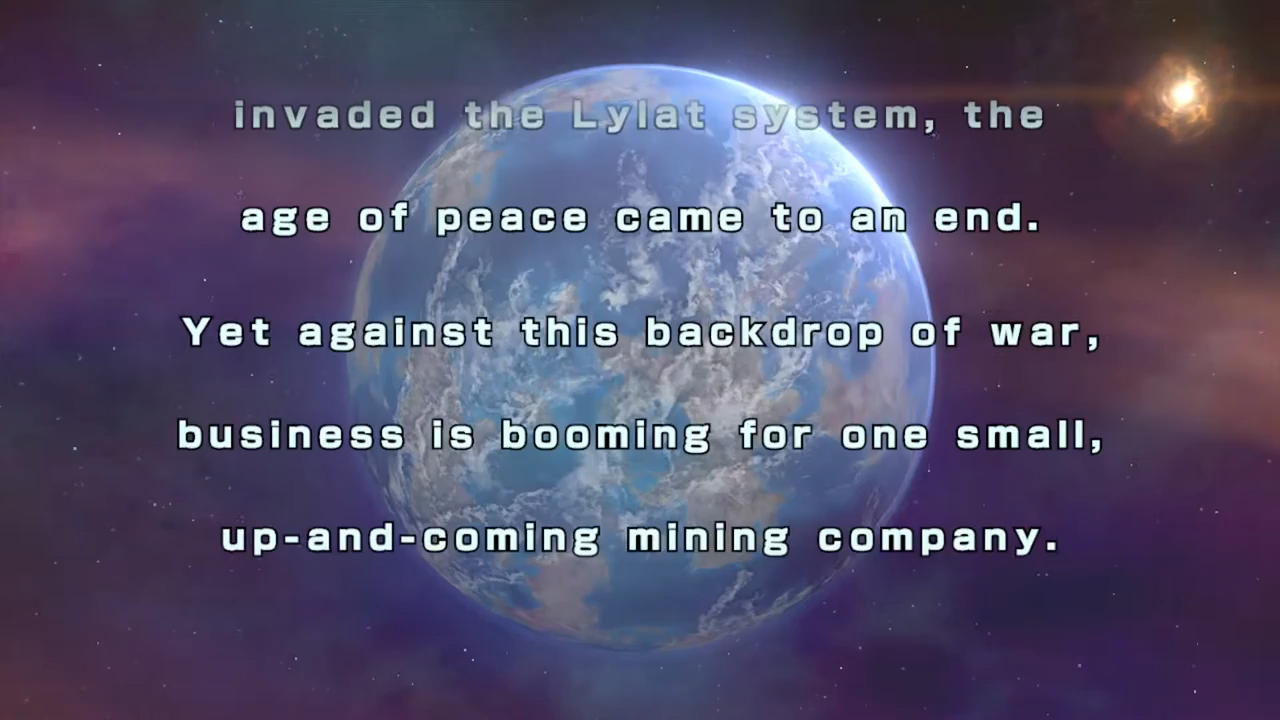 invaded the Lylat system, the
age of peace came to an end.
Yet against this backdrop of war,
business is booming for one small,
up-and-coming mining company.